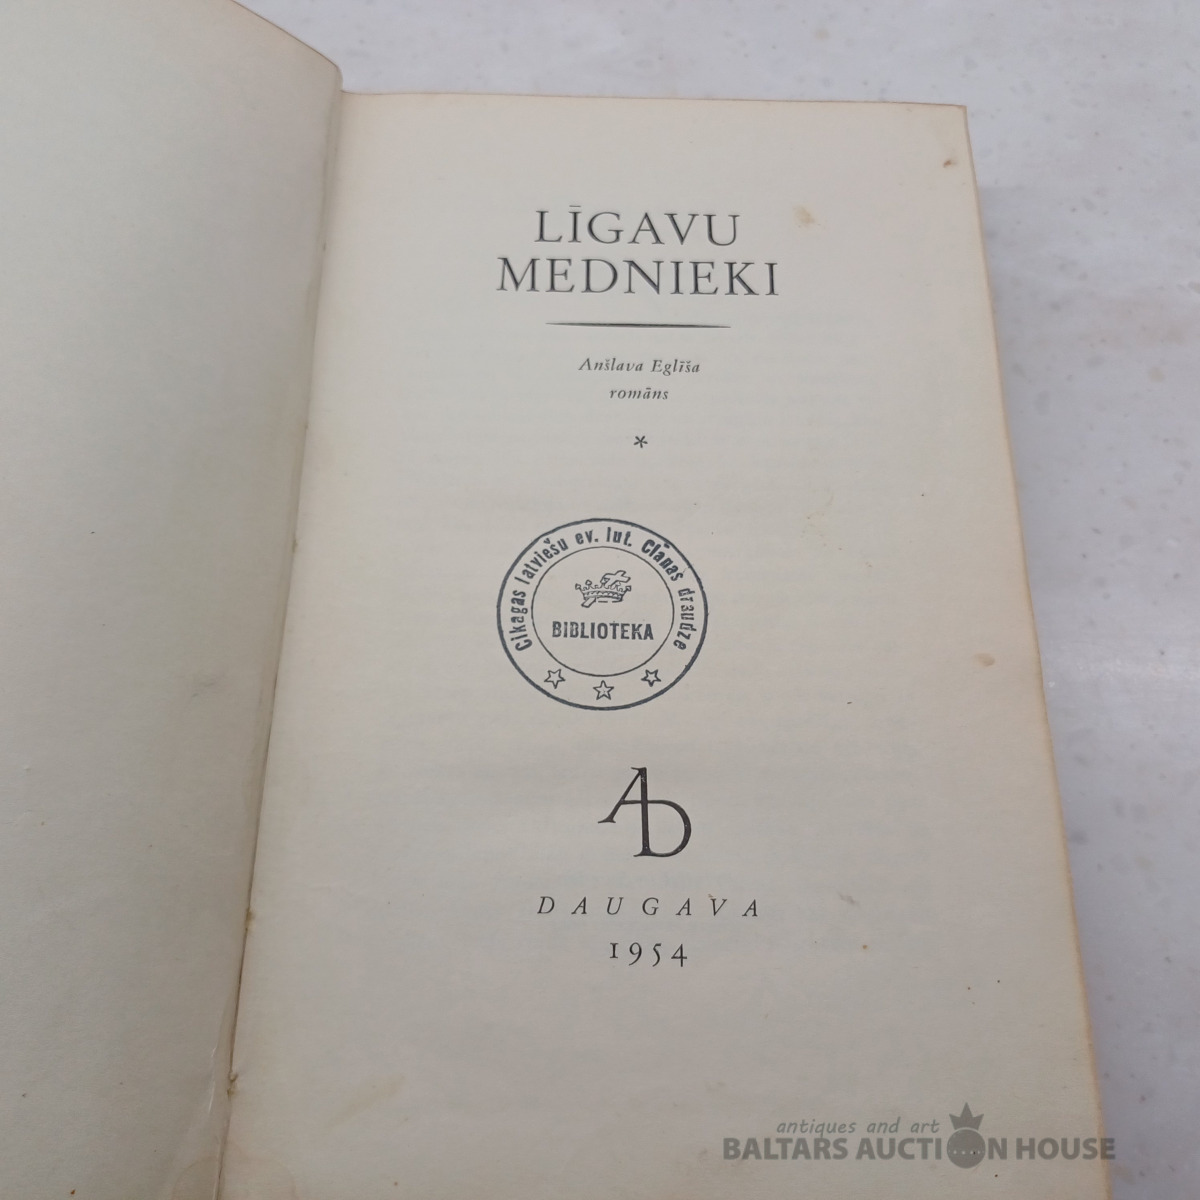 LĪGAVU
MEDNIEKI
Anšlava Eglīša
romāns
*
Cikagas latviešu ev. lut. Ciānas draudze
BIBLIOTEKA
AD
DAUGAVA
1954
antiques and art
BALTARS AUCTION HOUSE